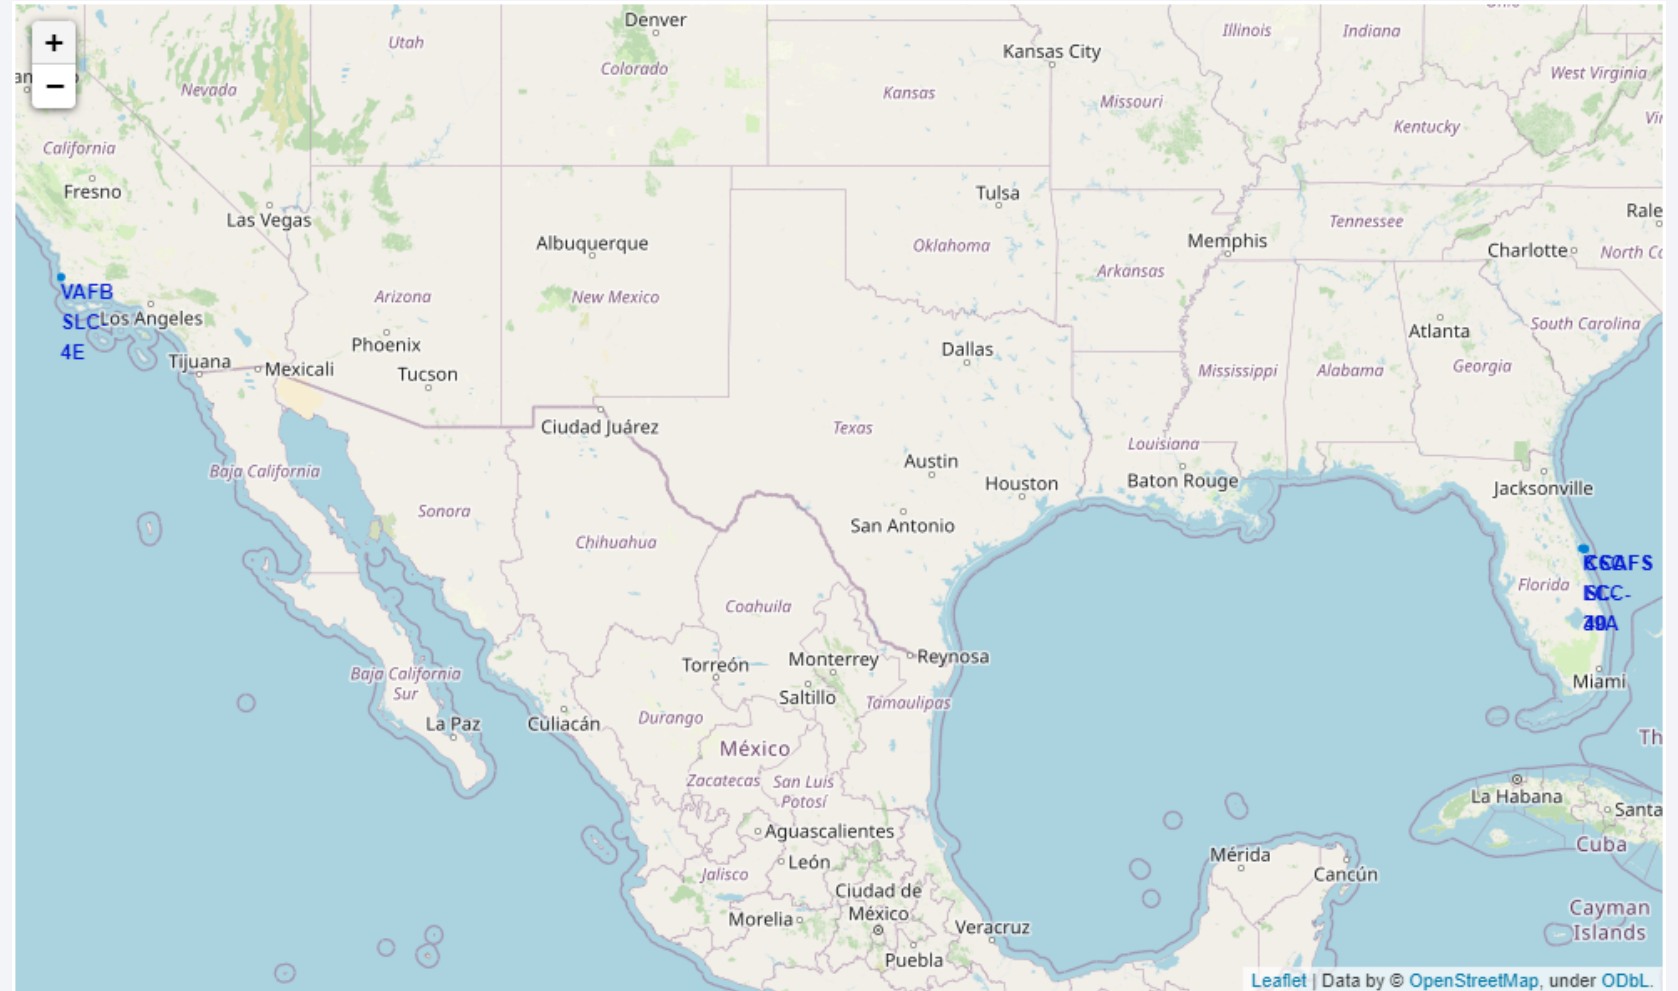 +
−
Denver
Utah
Colorado
Nevada
Kansas City
Kansas
Missouri
Illinois
Indiana
West Virginia
Kentucky
California
Fresno
Las Vegas
Albuquerque
New Mexico
Arizona
Tulsa
Oklahoma
Arkansas
Memphis
Tennessee
Charlotte
Rale
North Ca
VAFB
SLC-
4E
Los Angeles
Tijuana
Mexicali
Phoenix
Tucson
Dallas
Atlanta
South Carolina
Mississippi
Alabama
Georgia
Ciudad Juárez
Texas
Louisiana
Baja California
Austin
Houston
Baton Rouge
Jacksonville
San Antonio
Sonora
Chihuahua
Coahuila
Florida
Torreón
Monterrey
Reynosa
Saltillo
Tamaulipas
Miami
Baja California
Sur
La Paz
Culiacán
Durango
México
Zacatecas
San Luis
Potosí
Th
La Habana
Santa
Cuba
Aguascalientes
León
Jalisco
Mérida
Cancún
Ciudad de
México
Morelia
Veracruz
Puebla
Cayman
Islands
Leaflet | Data by © OpenStreetMap, under ODbL.